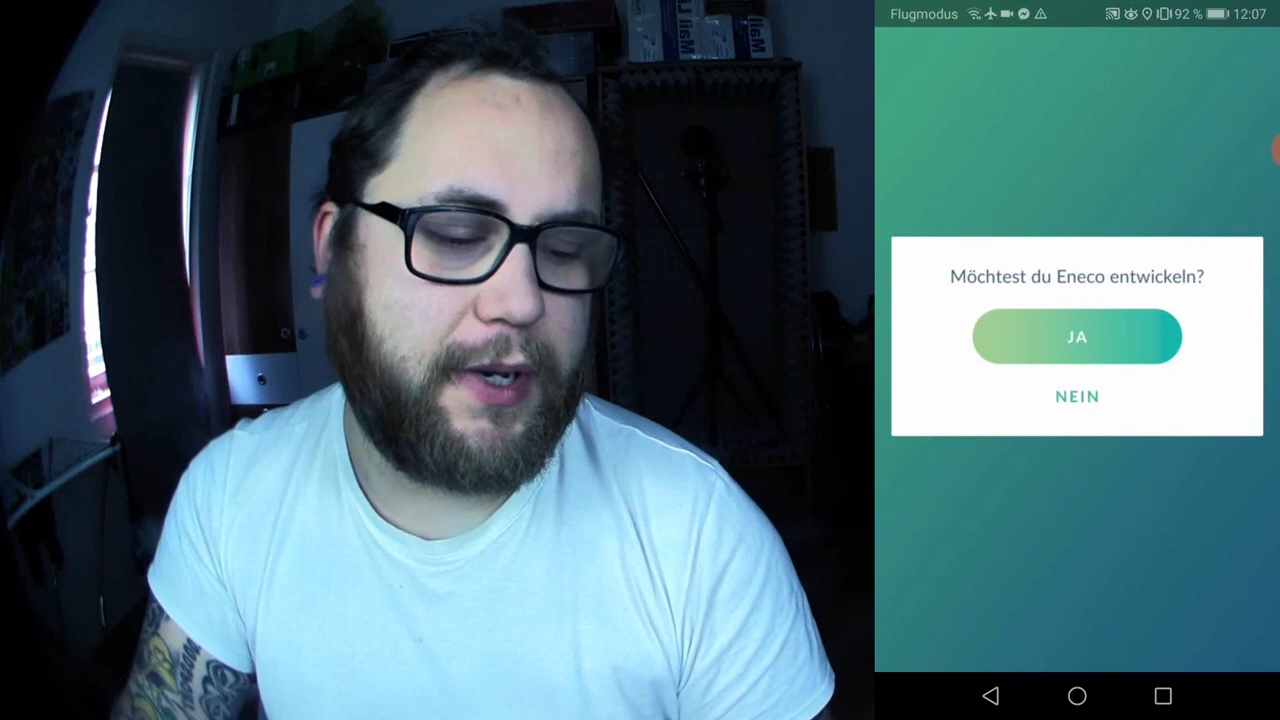 Flugmodus
92 %
12:07
Möchtest du Eneco entwickeln?
JA
NEIN